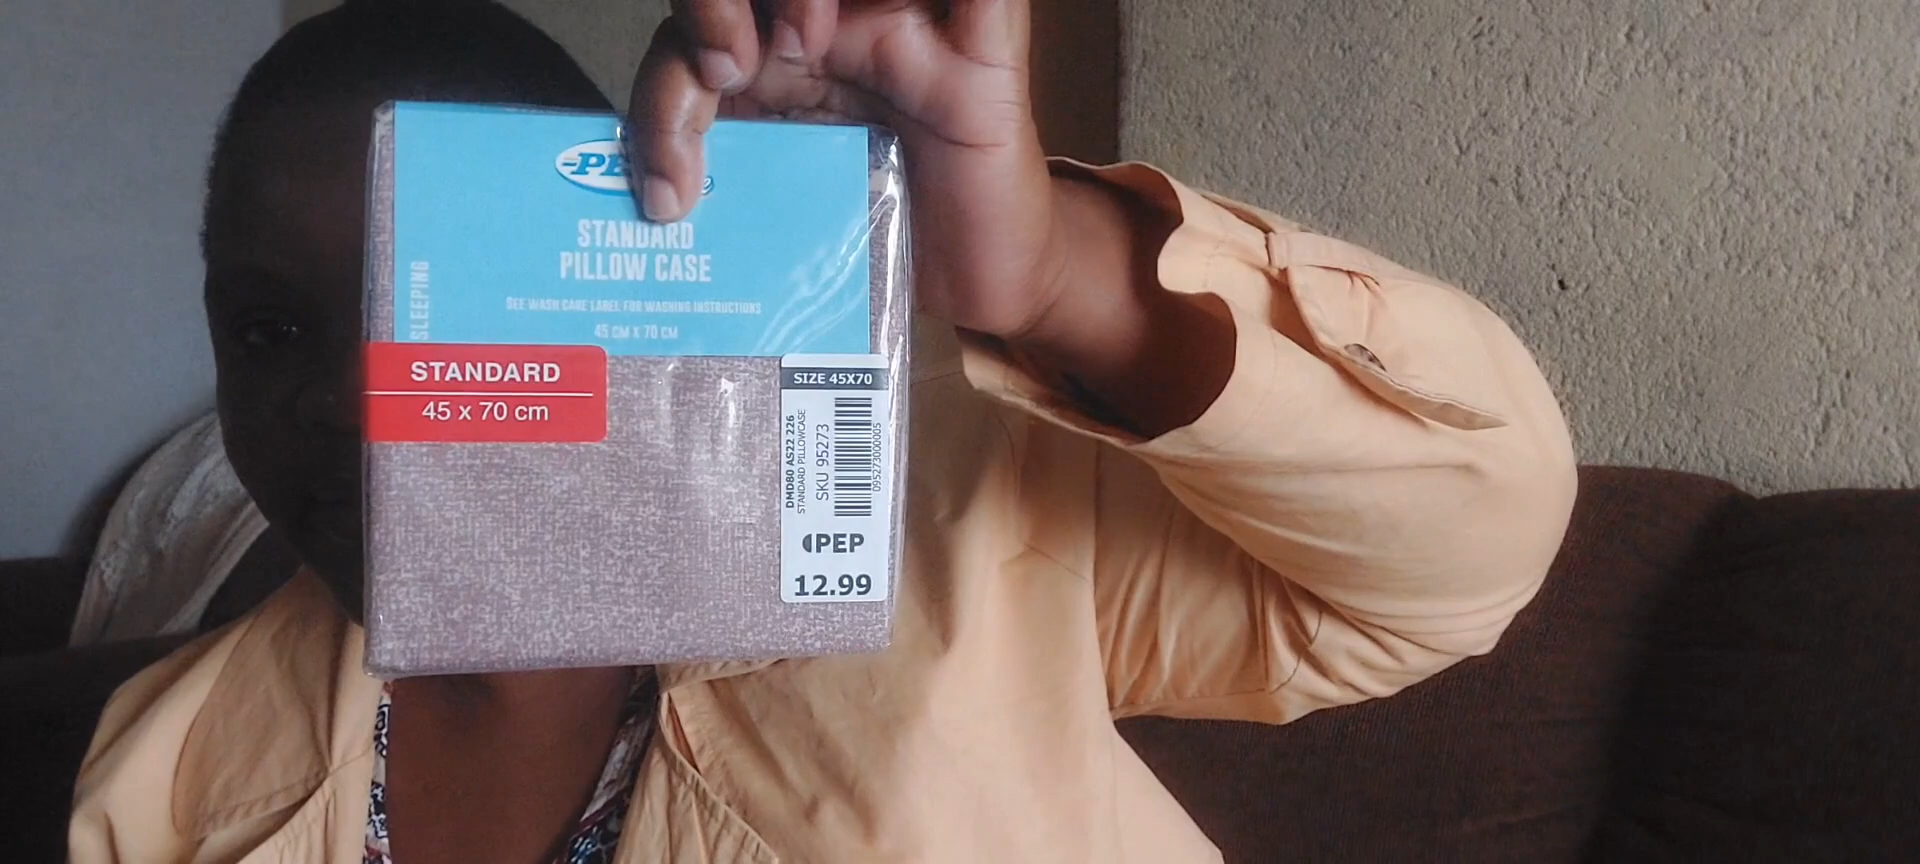 STANDARD
PILLOW CASE
SEE WASH CARE LABEL FOR WASHING INSTRUCTIONS
45 CM X 70 CM
SLEEPING
STANDARD
45 x 70 cm
SIZE 45X70
DMD80 AS22 226
STANDARD PILLOWCASE
SKU 95273
095273000005
PEP
12.99